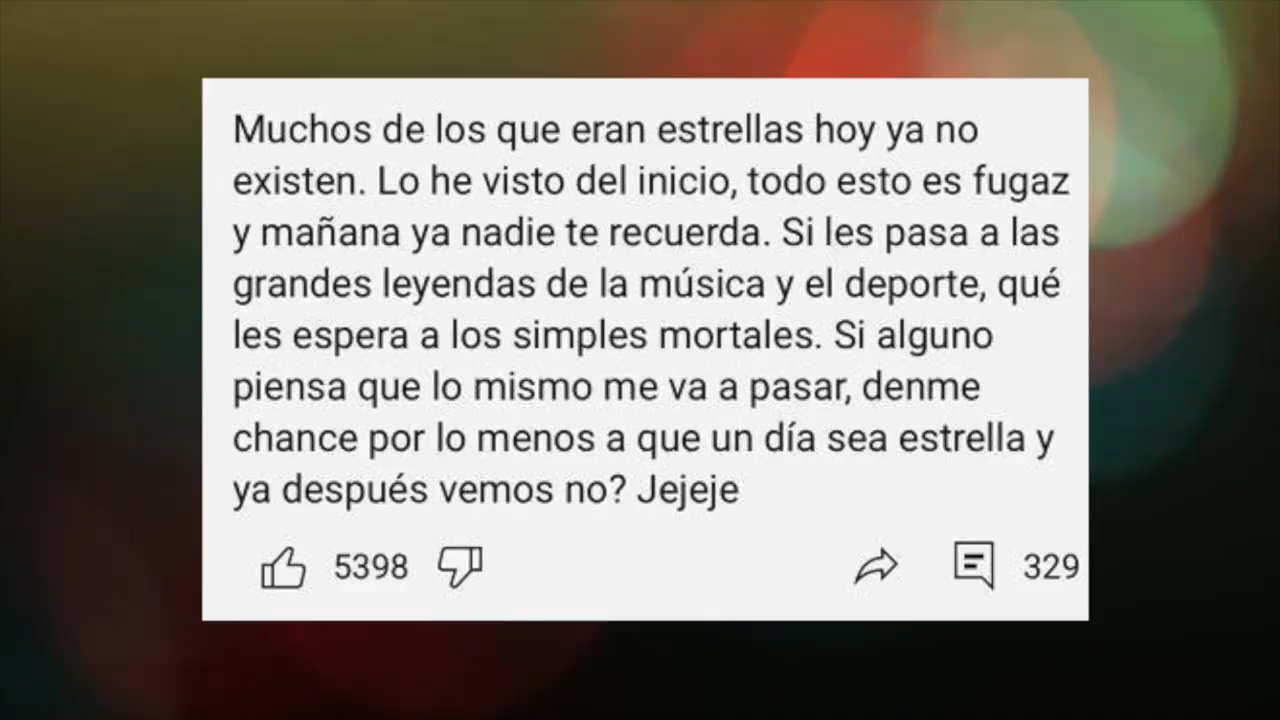 Muchos de los que eran estrellas hoy ya no
existen. Lo he visto del inicio, todo esto es fugaz
y mañana ya nadie te recuerda. Si les pasa a las
grandes leyendas de la música y el deporte, qué
les espera a los simples mortales. Si alguno
piensa que lo mismo me va a pasar, denme
chance por lo menos a que un día sea estrella y
ya después vemos no? Jejeje
5398 329